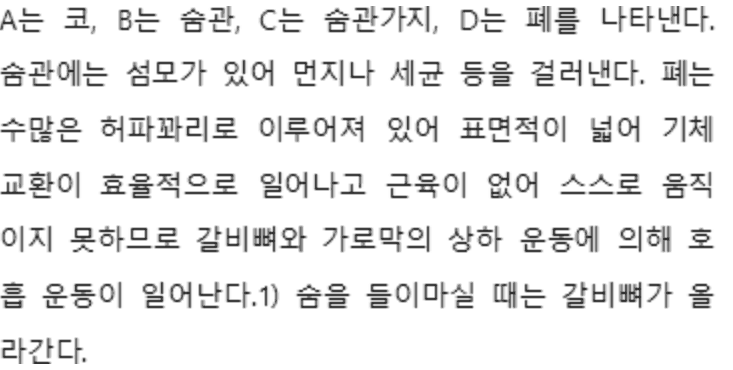 A는 코, B는 숨관, C는 숨관가지, D는 폐를 나타낸다.
숨관에는 섬모가 있어 먼지나 세균 등을 걸러낸다. 폐는
수많은 허파꽈리로 이루어져 있어 표면적이 넓어 기체
교환이 효율적으로 일어나고 근육이 없어 스스로 움직
이지 못하므로 갈비뼈와 가로막의 상하 운동에 의해 호
흡 운동이 일어난다.1) 숨을 들이마실 때는 갈비뼈가 올
라간다.